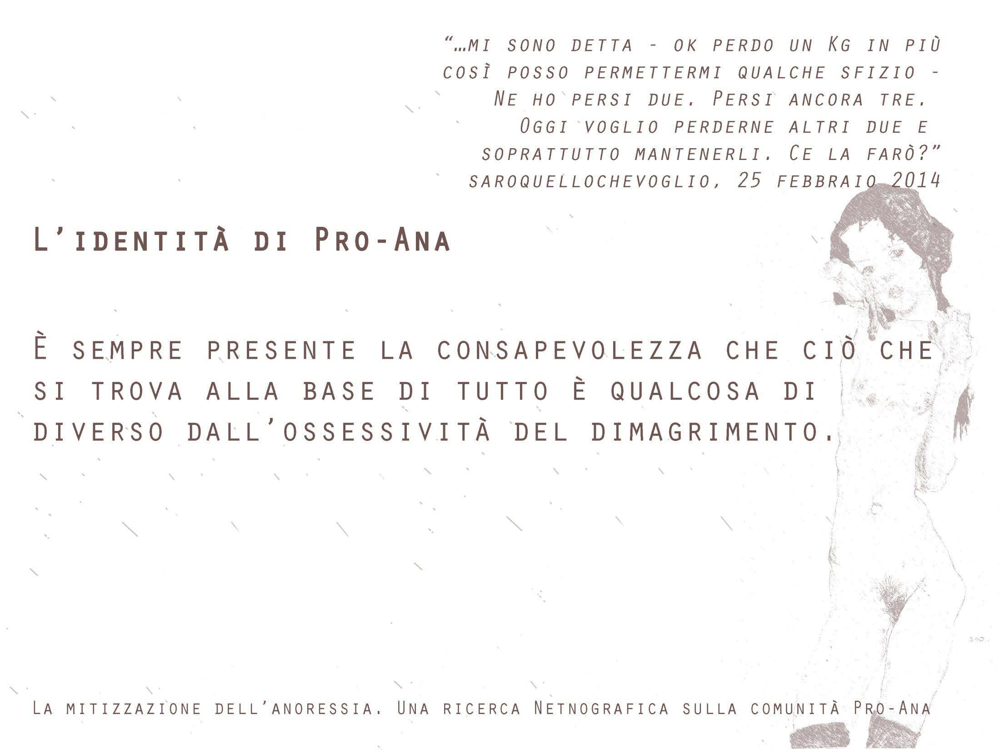 “…mi sono detta - ok perdo un Kg in più
così posso permettermi qualche sfizio -
Ne ho persi due. Persi ancora tre.
Oggi voglio perderne altri due e
soprattutto mantenerli. Ce la farò?”
saroquellochevoglio, 25 febbraio 2014
L’identità di Pro-Ana
È sempre presente la consapevolezza che ciò che
si trova alla base di tutto è qualcosa di
diverso dall’ossessività del dimagrimento.
La mitizzazione dell’anoressia. Una ricerca Netnografica sulla comunità Pro-Ana